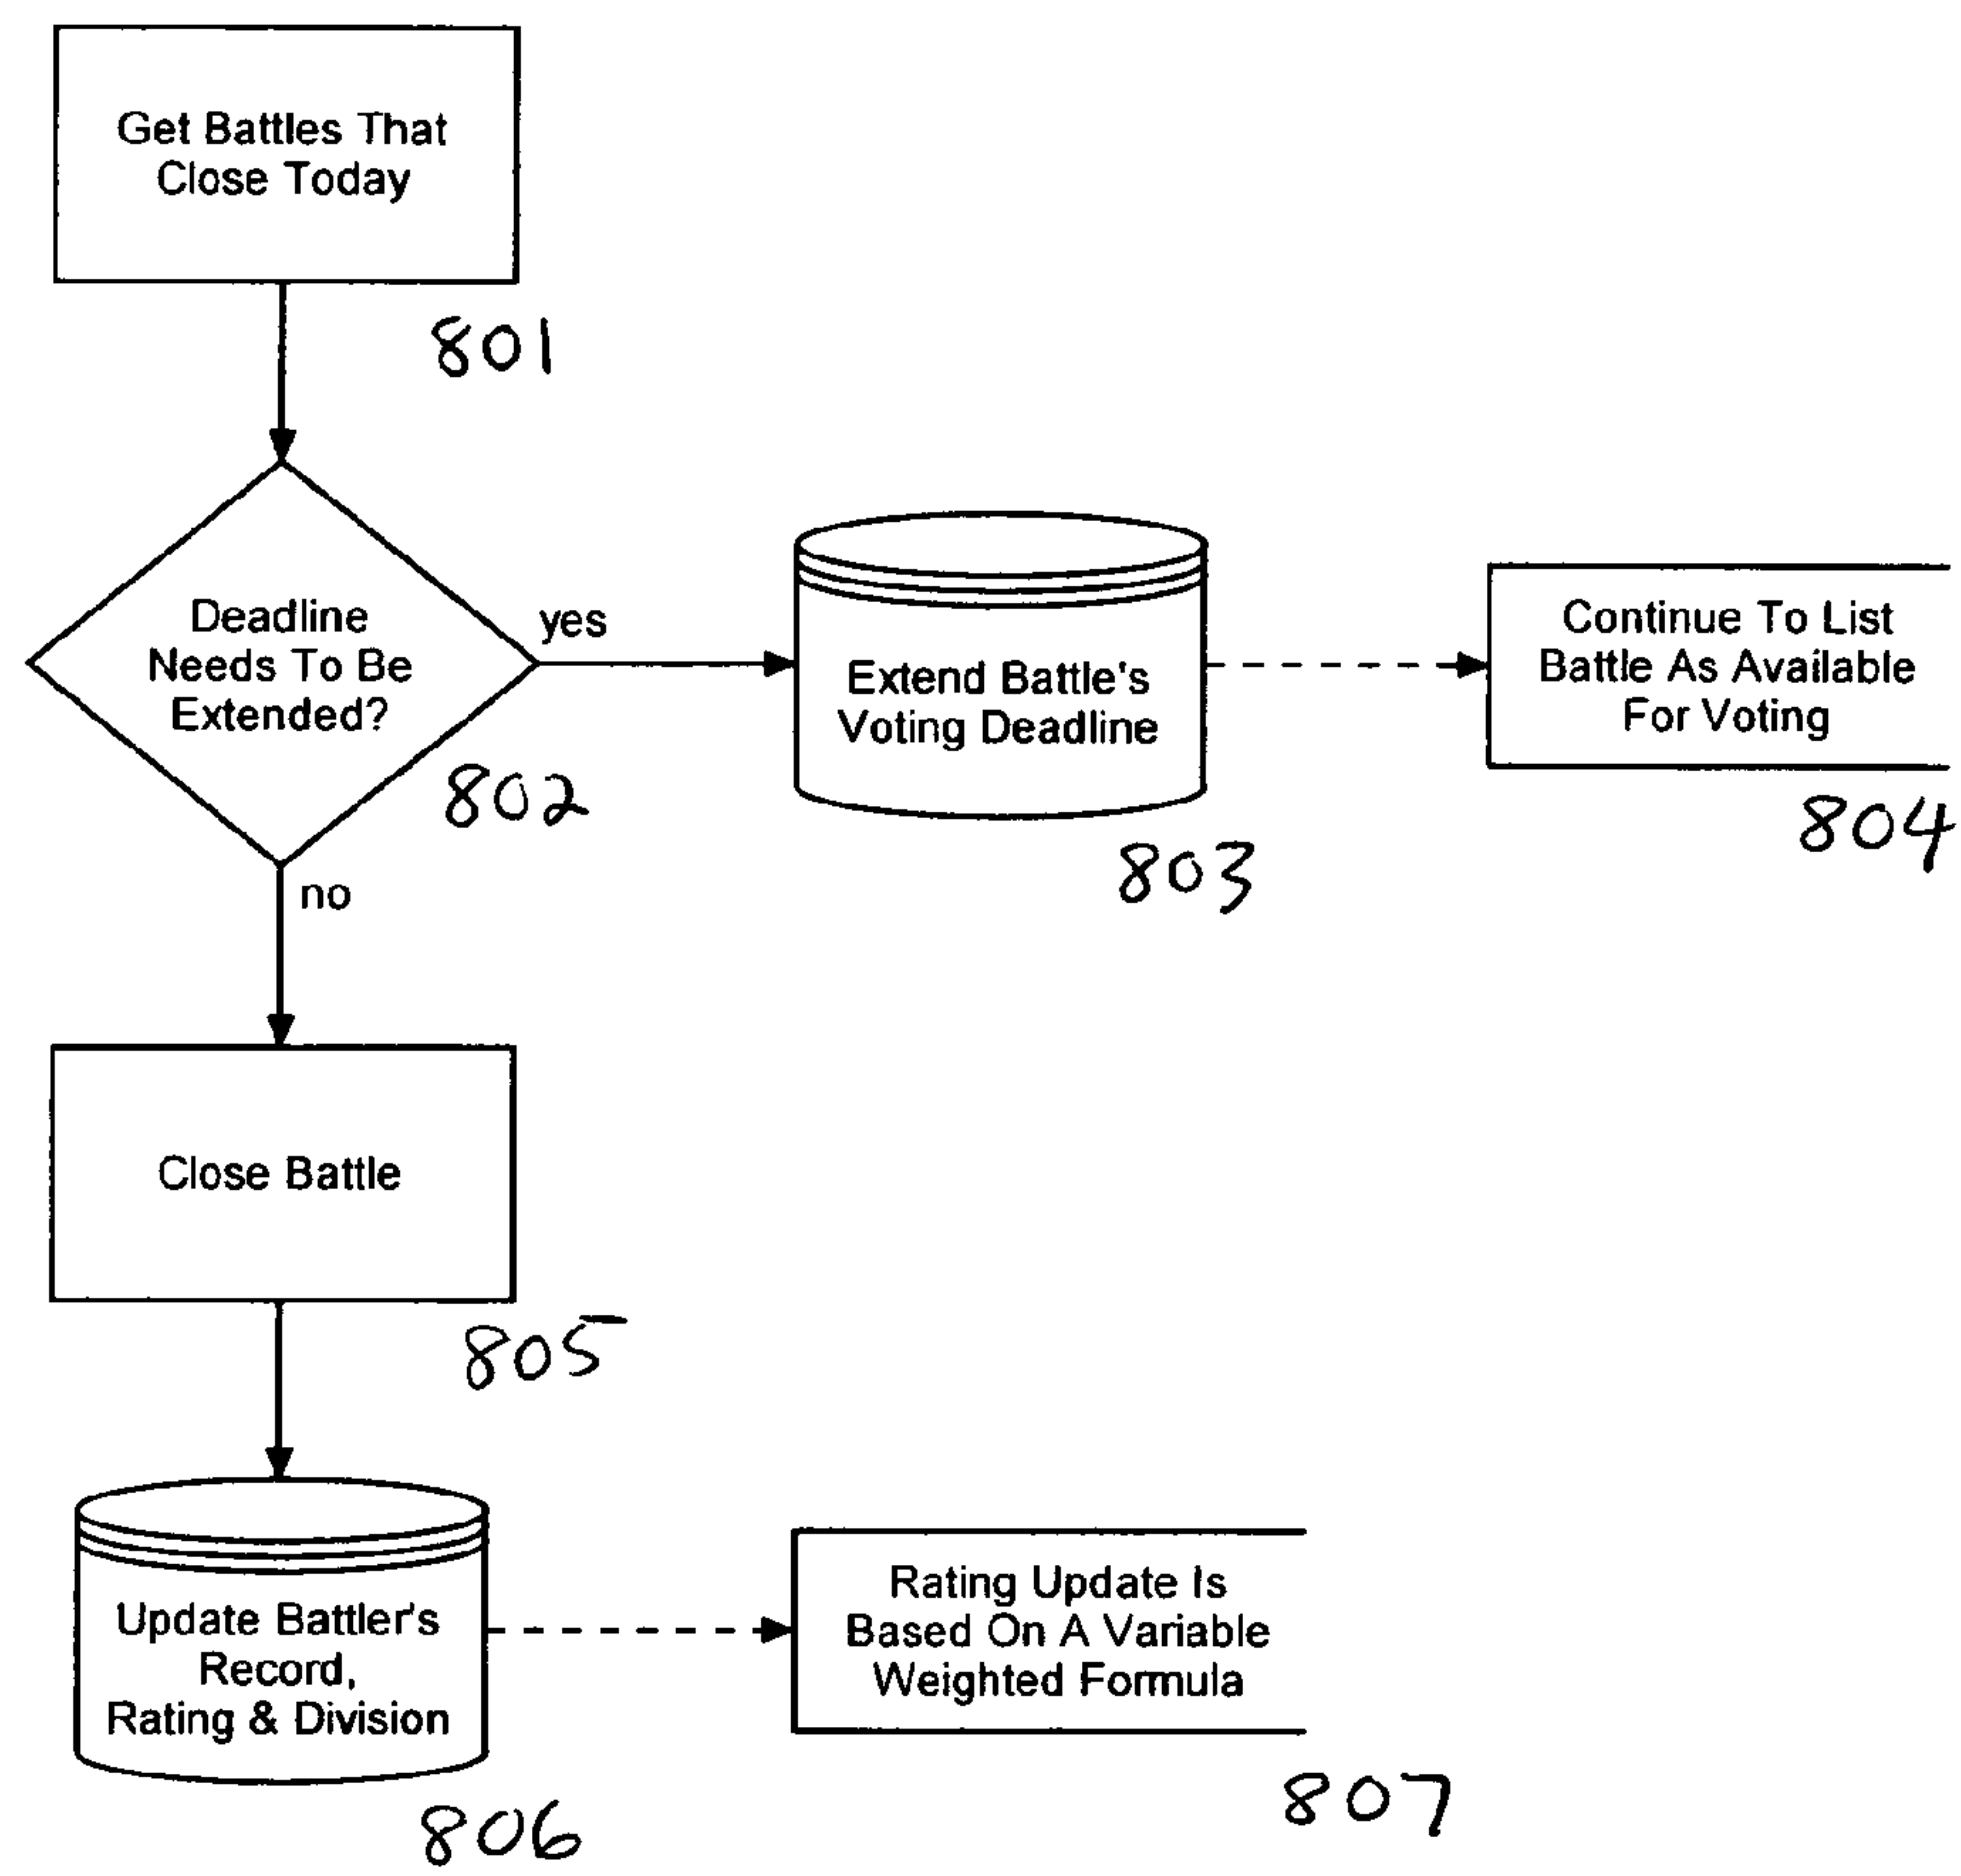 Get Battles That
Close Today
801
Deadline
Needs To Be
Extended?
yes
802
Extend Battle's
Voting Deadline
803
Continue To List
Battle As Available
For Voting
804
no
Close Battle
805
Update Battler's
Record,
Rating & Division
806
Rating Update Is
Based On A Variable
Weighted Formula
807